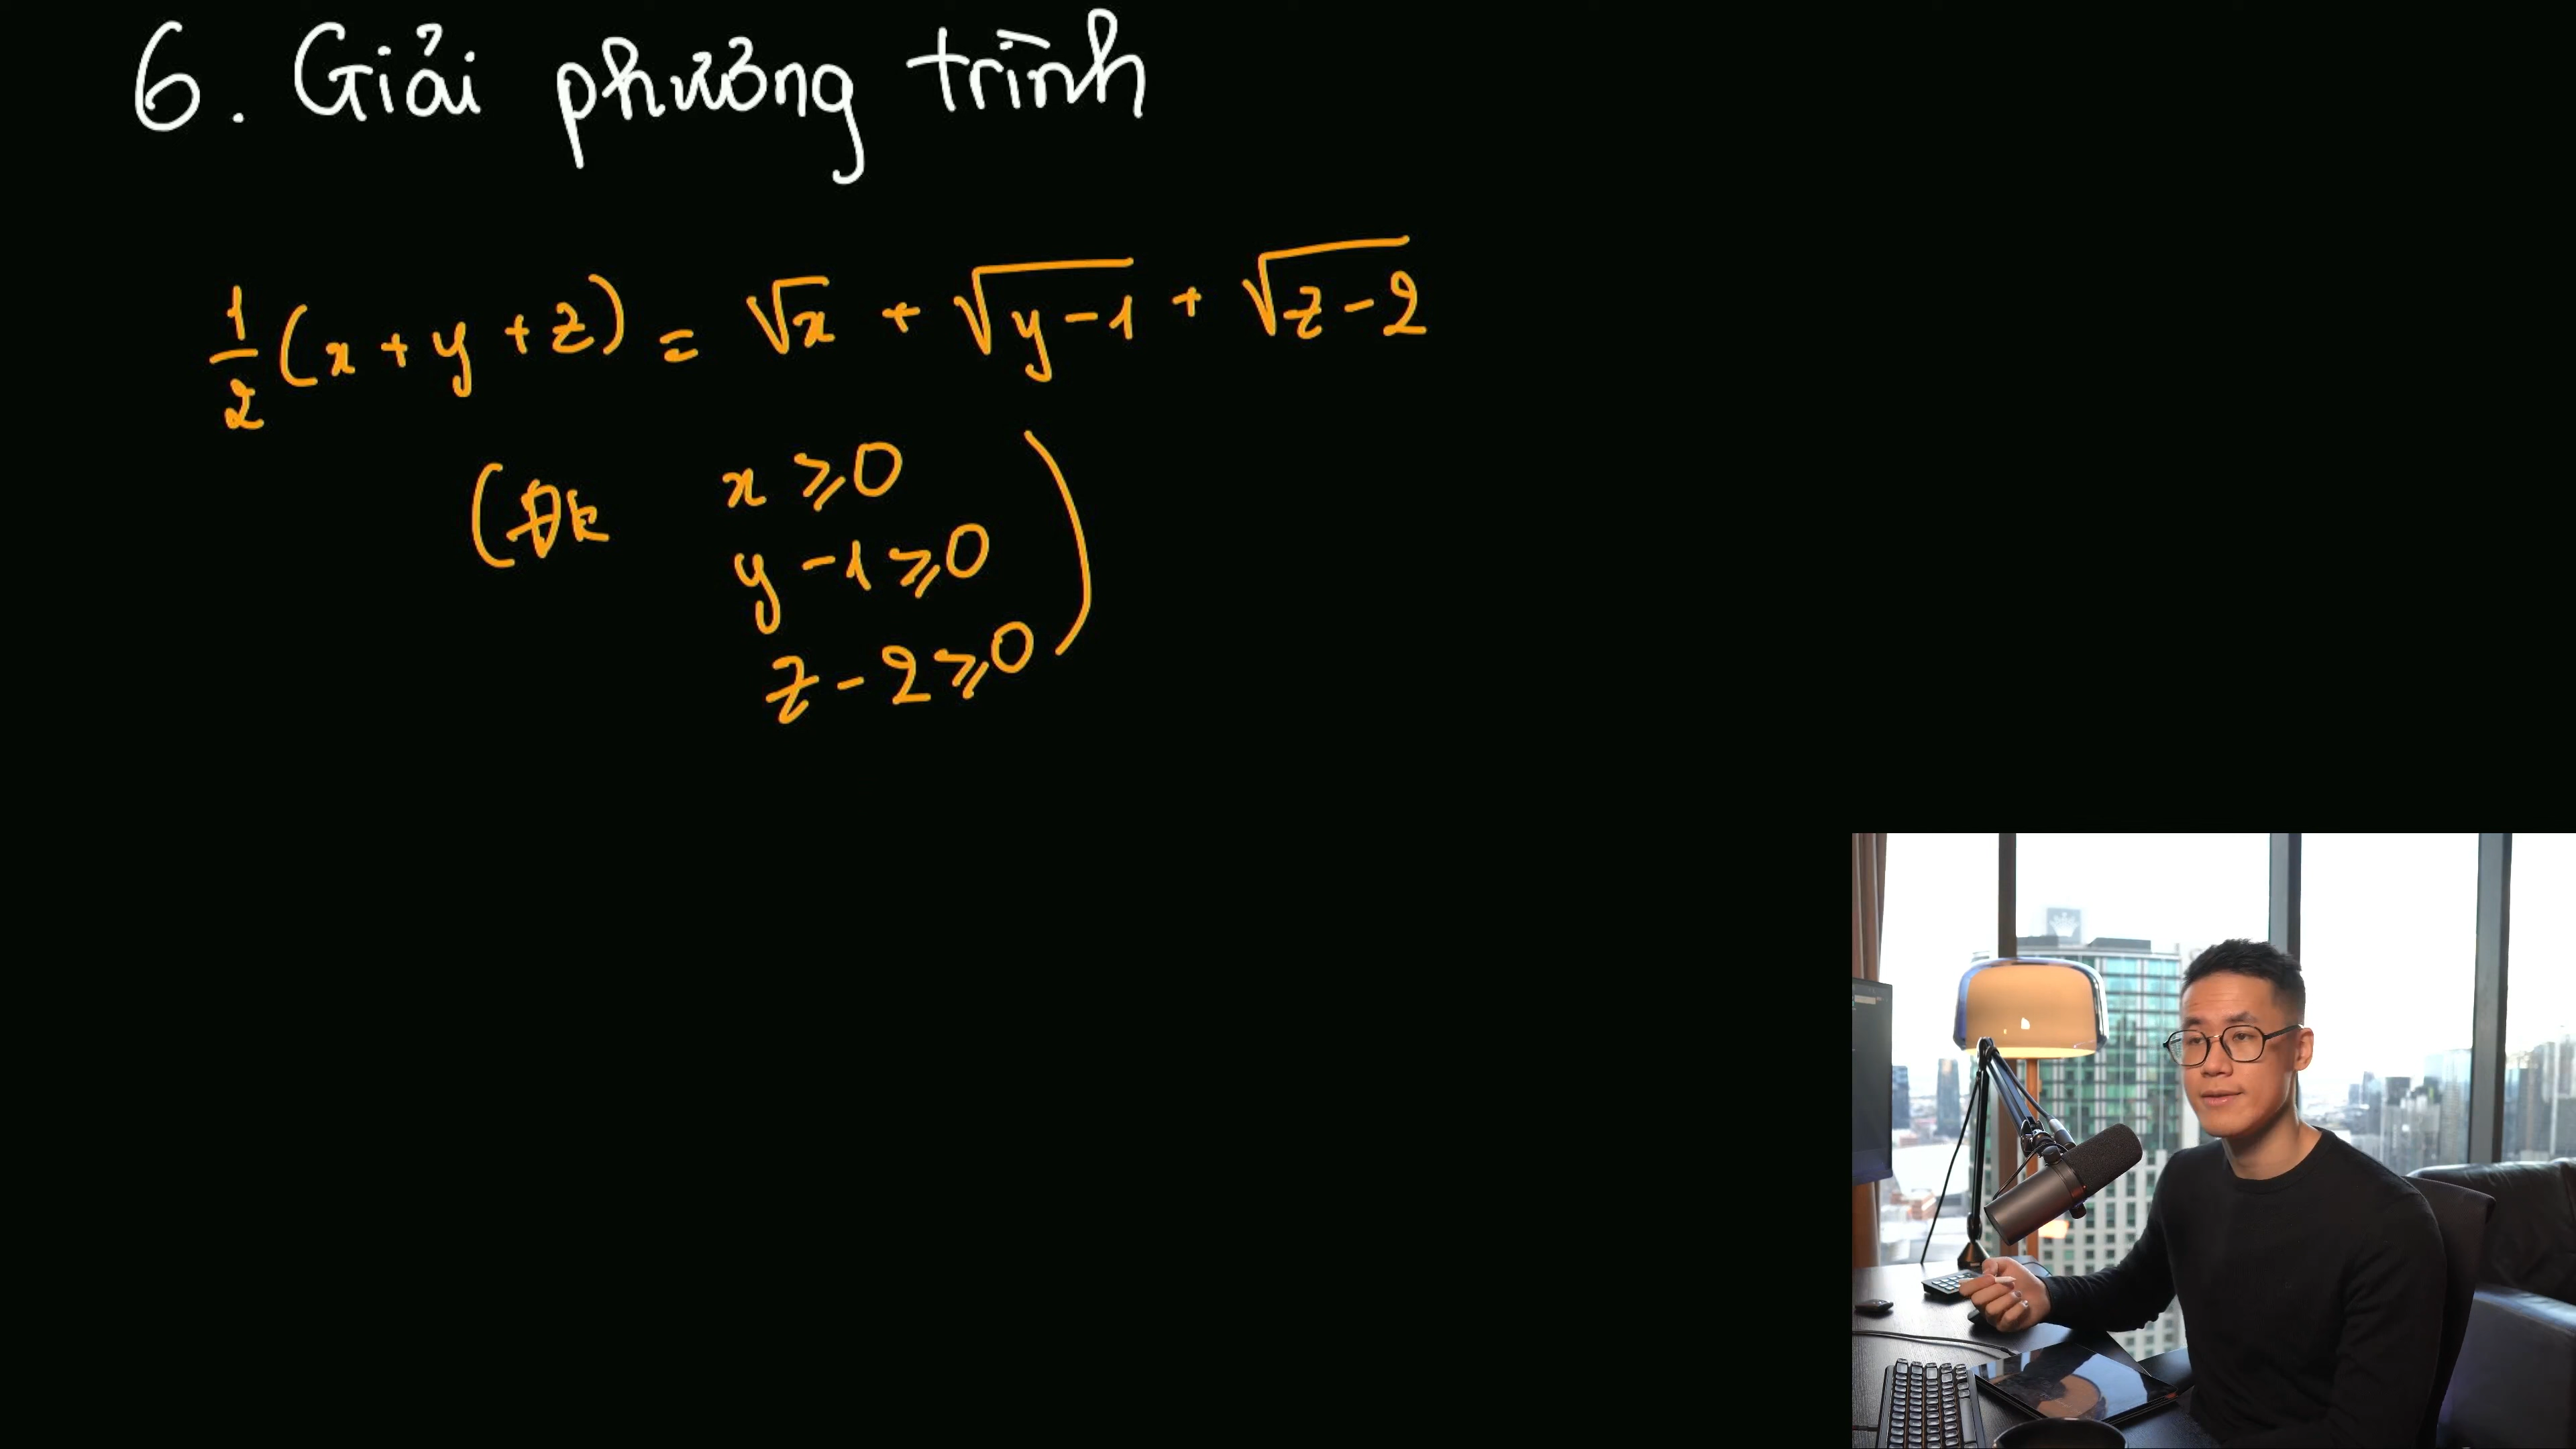 6. Giải phương trình
1/2 (x + y + z) = √x + √(y-1) + √(z-2)
(Đk x ≥ 0
y - 1 ≥ 0
z - 2 ≥ 0)